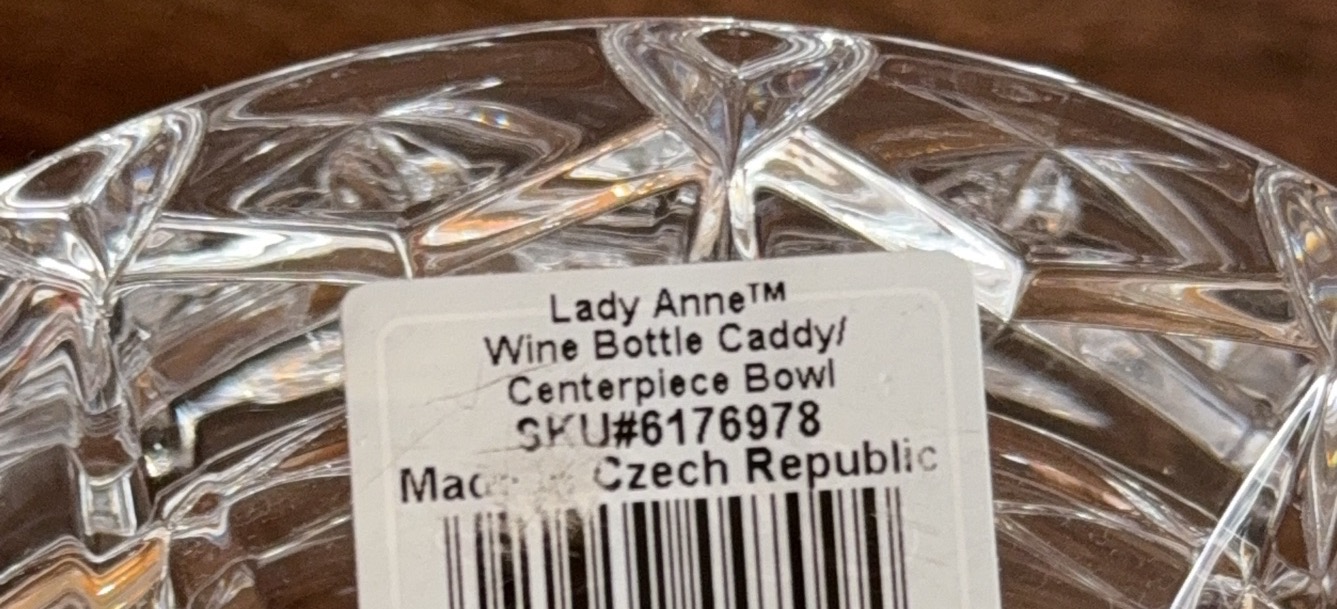 Lady Anne™
Wine Bottle Caddy/
Centerpiece Bowl
SKU#6176978
Czech Republic